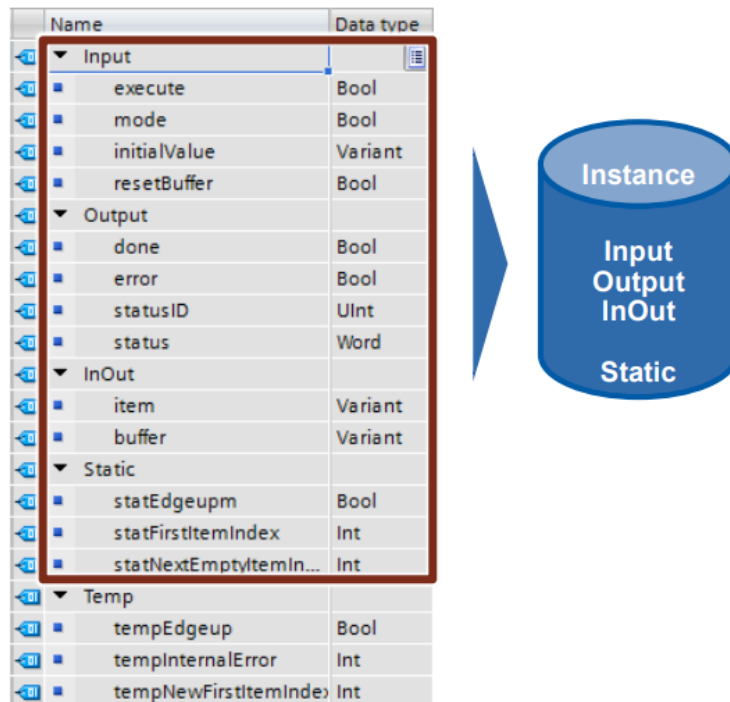 Name Data type
Input
execute Bool
mode Bool
initialValue Variant
resetBuffer Bool
Output
done Bool
error Bool
statusID UInt
status Word
InOut
item Variant
buffer Variant
Static
statEdgeupm Bool
statFirstItemIndex Int
statNextEmptyItemIn... Int
Temp
tempEdgeup Bool
tempInternalError Int
tempNewFirstItemIndex Int
Instance
Input
Output
InOut
Static